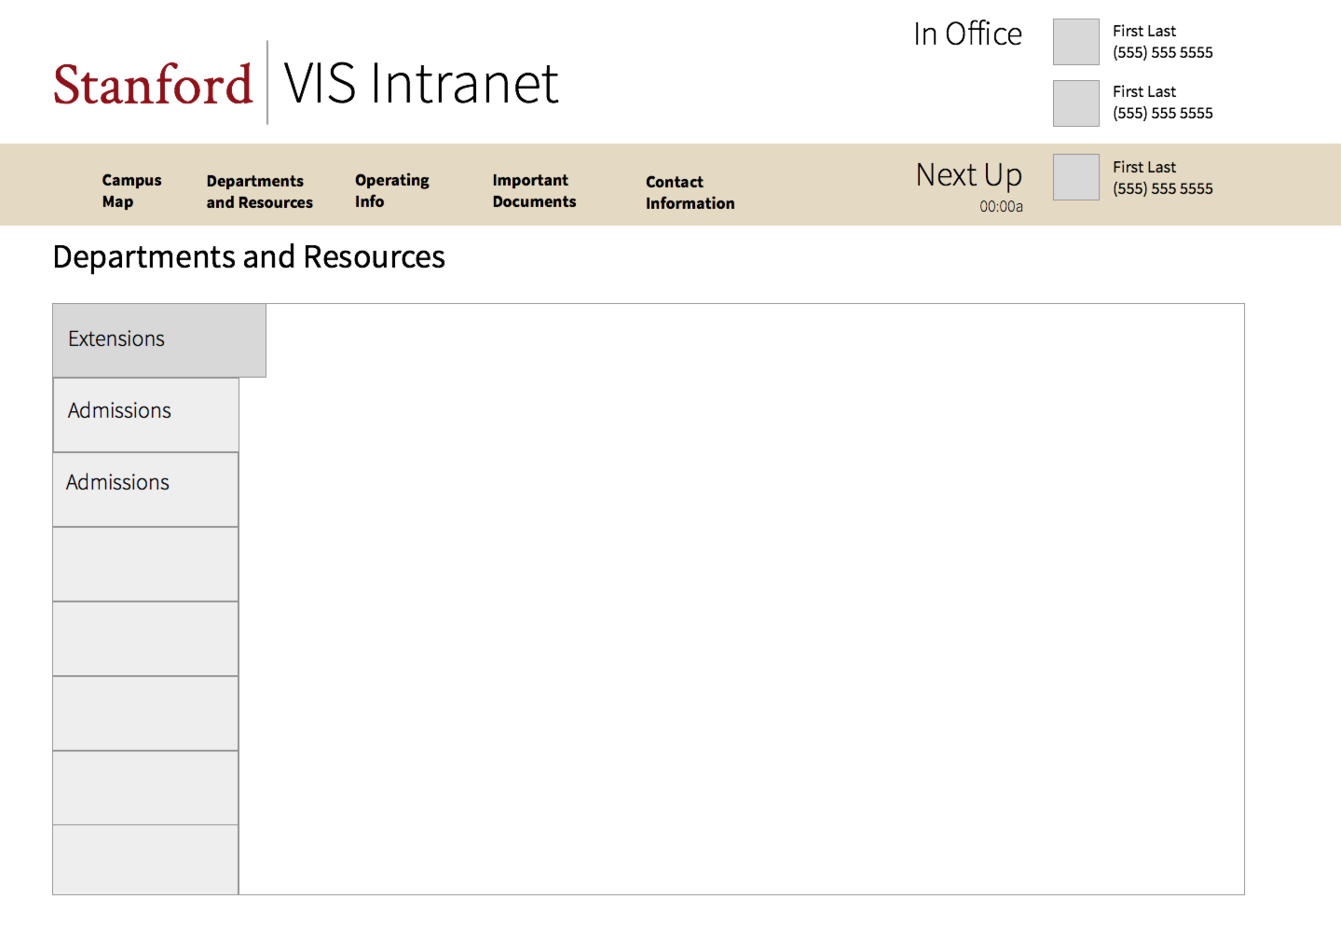 Stanford VIS Intranet
In Office
First Last
(555) 555 5555
First Last
(555) 555 5555
Campus
Map
Departments
and Resources
Operating
Info
Important
Documents
Contact
Information
Next Up
00:00a
First Last
(555) 555 5555
Departments and Resources
Extensions
Admissions
Admissions